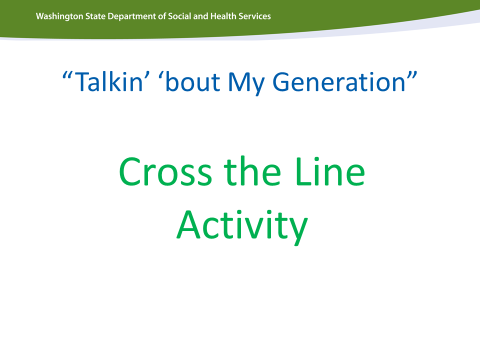 Washington State Department of Social and Health Services
“Talkin’ ‘bout My Generation”
Cross the Line
Activity